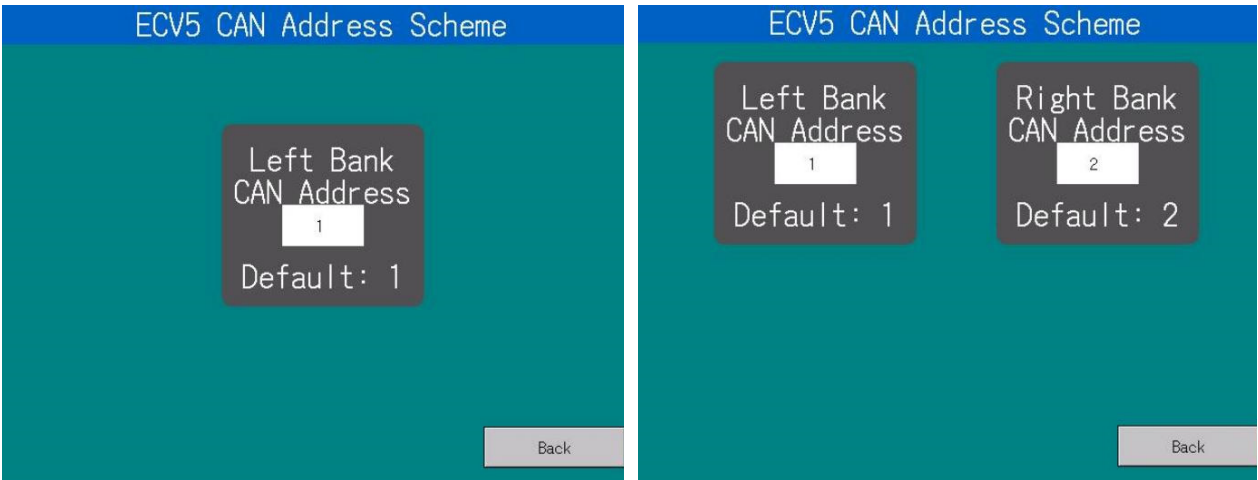 ECV5 CAN Address Scheme
Left Bank
CAN Address
1
Default: 1
Back
ECV5 CAN Address Scheme
Left Bank
CAN Address
1
Default: 1
Right Bank
CAN Address
2
Default: 2
Back